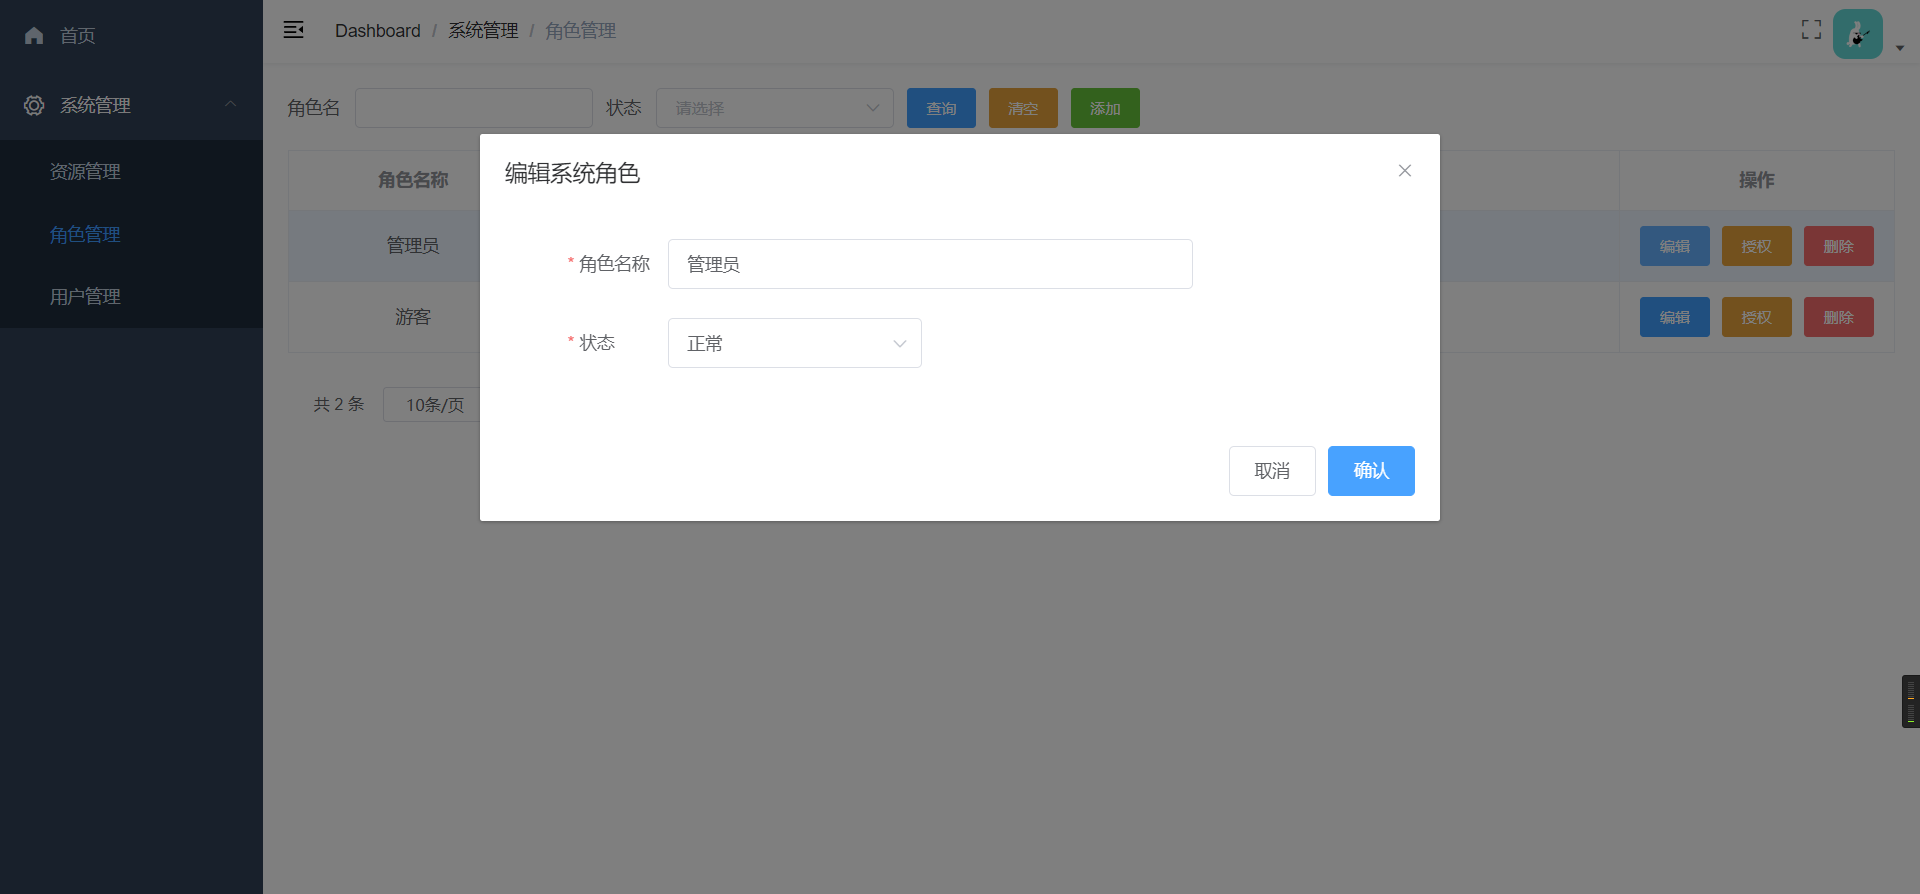 首页
系统管理
资源管理
角色管理
用户管理
Dashboard / 系统管理 / 角色管理
角色名 状态 请选择 查询 清空 添加
角色名称 操作
管理员 编辑 授权 删除
游客 编辑 授权 删除
共 2 条 10条/页
编辑系统角色
* 角色名称 管理员
* 状态 正常
取消 确认